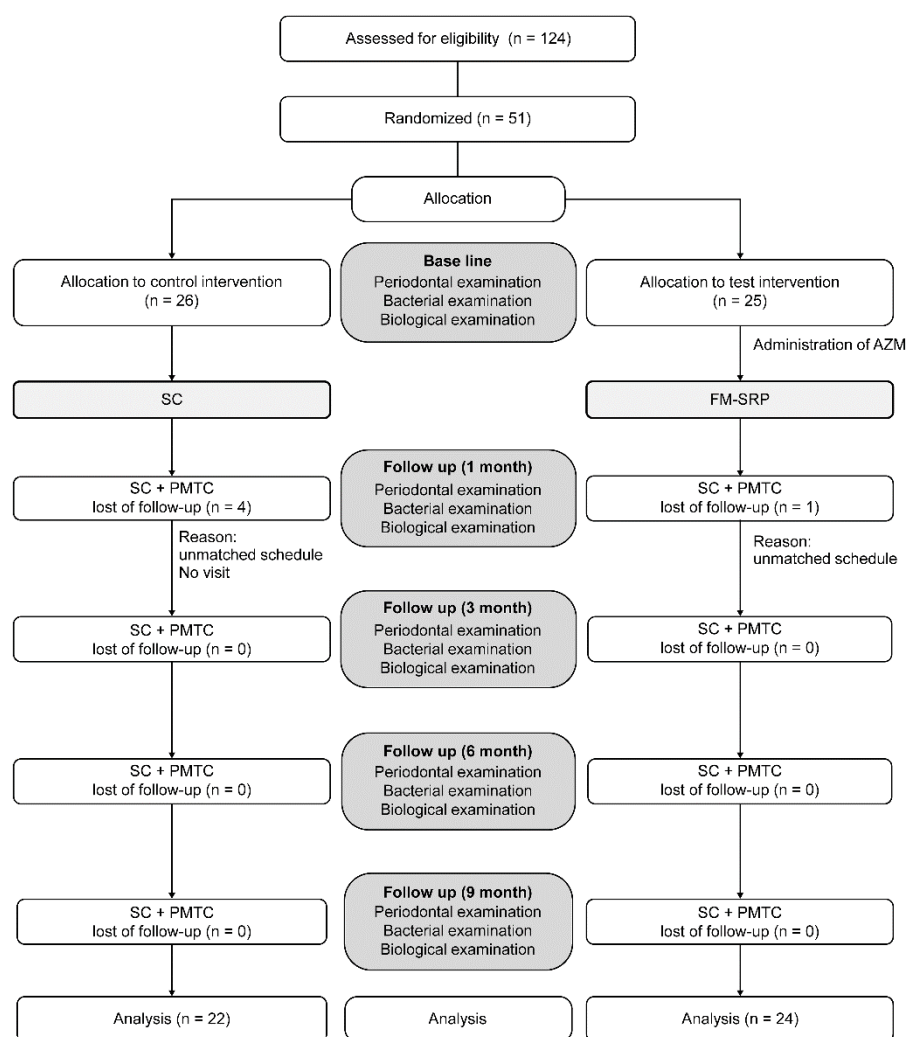 Assessed for eligibility (n = 124)
Randomized (n = 51)
Allocation
Allocation to control intervention
(n = 26)
Base line
Periodontal examination
Bacterial examination
Biological examination
Allocation to test intervention
(n = 25)
Administration of AZM
SC
FM-SRP
SC + PMTC
lost of follow-up (n = 4)
Reason:
unmatched schedule
No visit
Follow up (1 month)
Periodontal examination
Bacterial examination
Biological examination
SC + PMTC
lost of follow-up (n = 1)
Reason:
unmatched schedule
SC + PMTC
lost of follow-up (n = 0)
Follow up (3 month)
Periodontal examination
Bacterial examination
Biological examination
SC + PMTC
lost of follow-up (n = 0)
SC + PMTC
lost of follow-up (n = 0)
Follow up (6 month)
Periodontal examination
Bacterial examination
Biological examination
SC + PMTC
lost of follow-up (n = 0)
SC + PMTC
lost of follow-up (n = 0)
Follow up (9 month)
Periodontal examination
Bacterial examination
Biological examination
SC + PMTC
lost of follow-up (n = 0)
Analysis (n = 22)
Analysis
Analysis (n = 24)